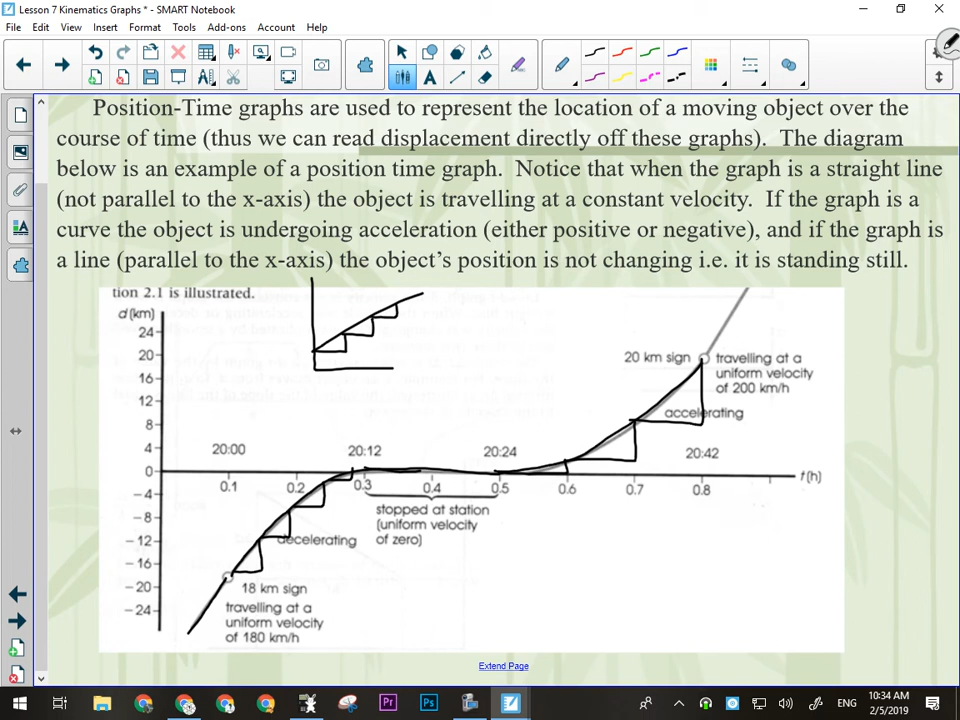 Lesson 7 Kinematics Graphs * - SMART Notebook
File Edit View Insert Format Tools Add-ons Account Help
Position-Time graphs are used to represent the location of a moving object over the
course of time (thus we can read displacement directly off these graphs). The diagram
below is an example of a position time graph. Notice that when the graph is a straight line
(not parallel to the x-axis) the object is travelling at a constant velocity. If the graph is a
curve the object is undergoing acceleration (either positive or negative), and if the graph is
a line (parallel to the x-axis) the object's position is not changing i.e. it is standing still.
tion 2.1 is illustrated.
d(km)
24
20
16
12
8
4
0
-4
-8
-12
-16
-20
-24
20 km sign
travelling at a
uniform velocity
of 200 km/h
accelerating
20:00 20:12 20:24 20:42
0.1 0.2 0.3 0.4 0.5 0.6 0.7 0.8
t(h)
stopped at station
(uniform velocity
of zero)
decelerating
18 km sign
travelling at a
uniform velocity
of 180 km/h
Extend Page
Pr Ps
ENG
10:34 AM
2/5/2019